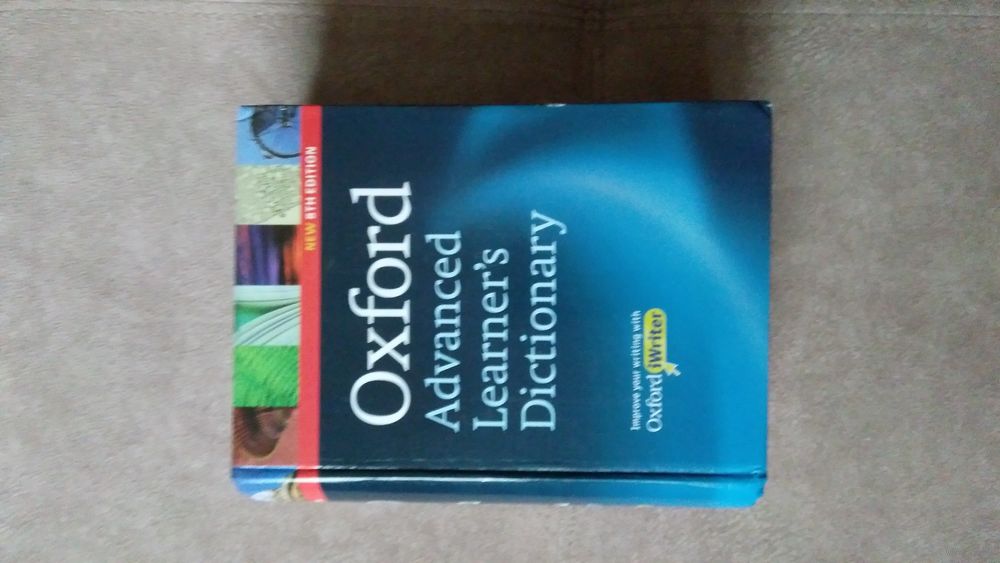 NEW 8TH EDITION
Oxford
Advanced
Learner's
Dictionary
Improve your writing with
Oxford iWriter